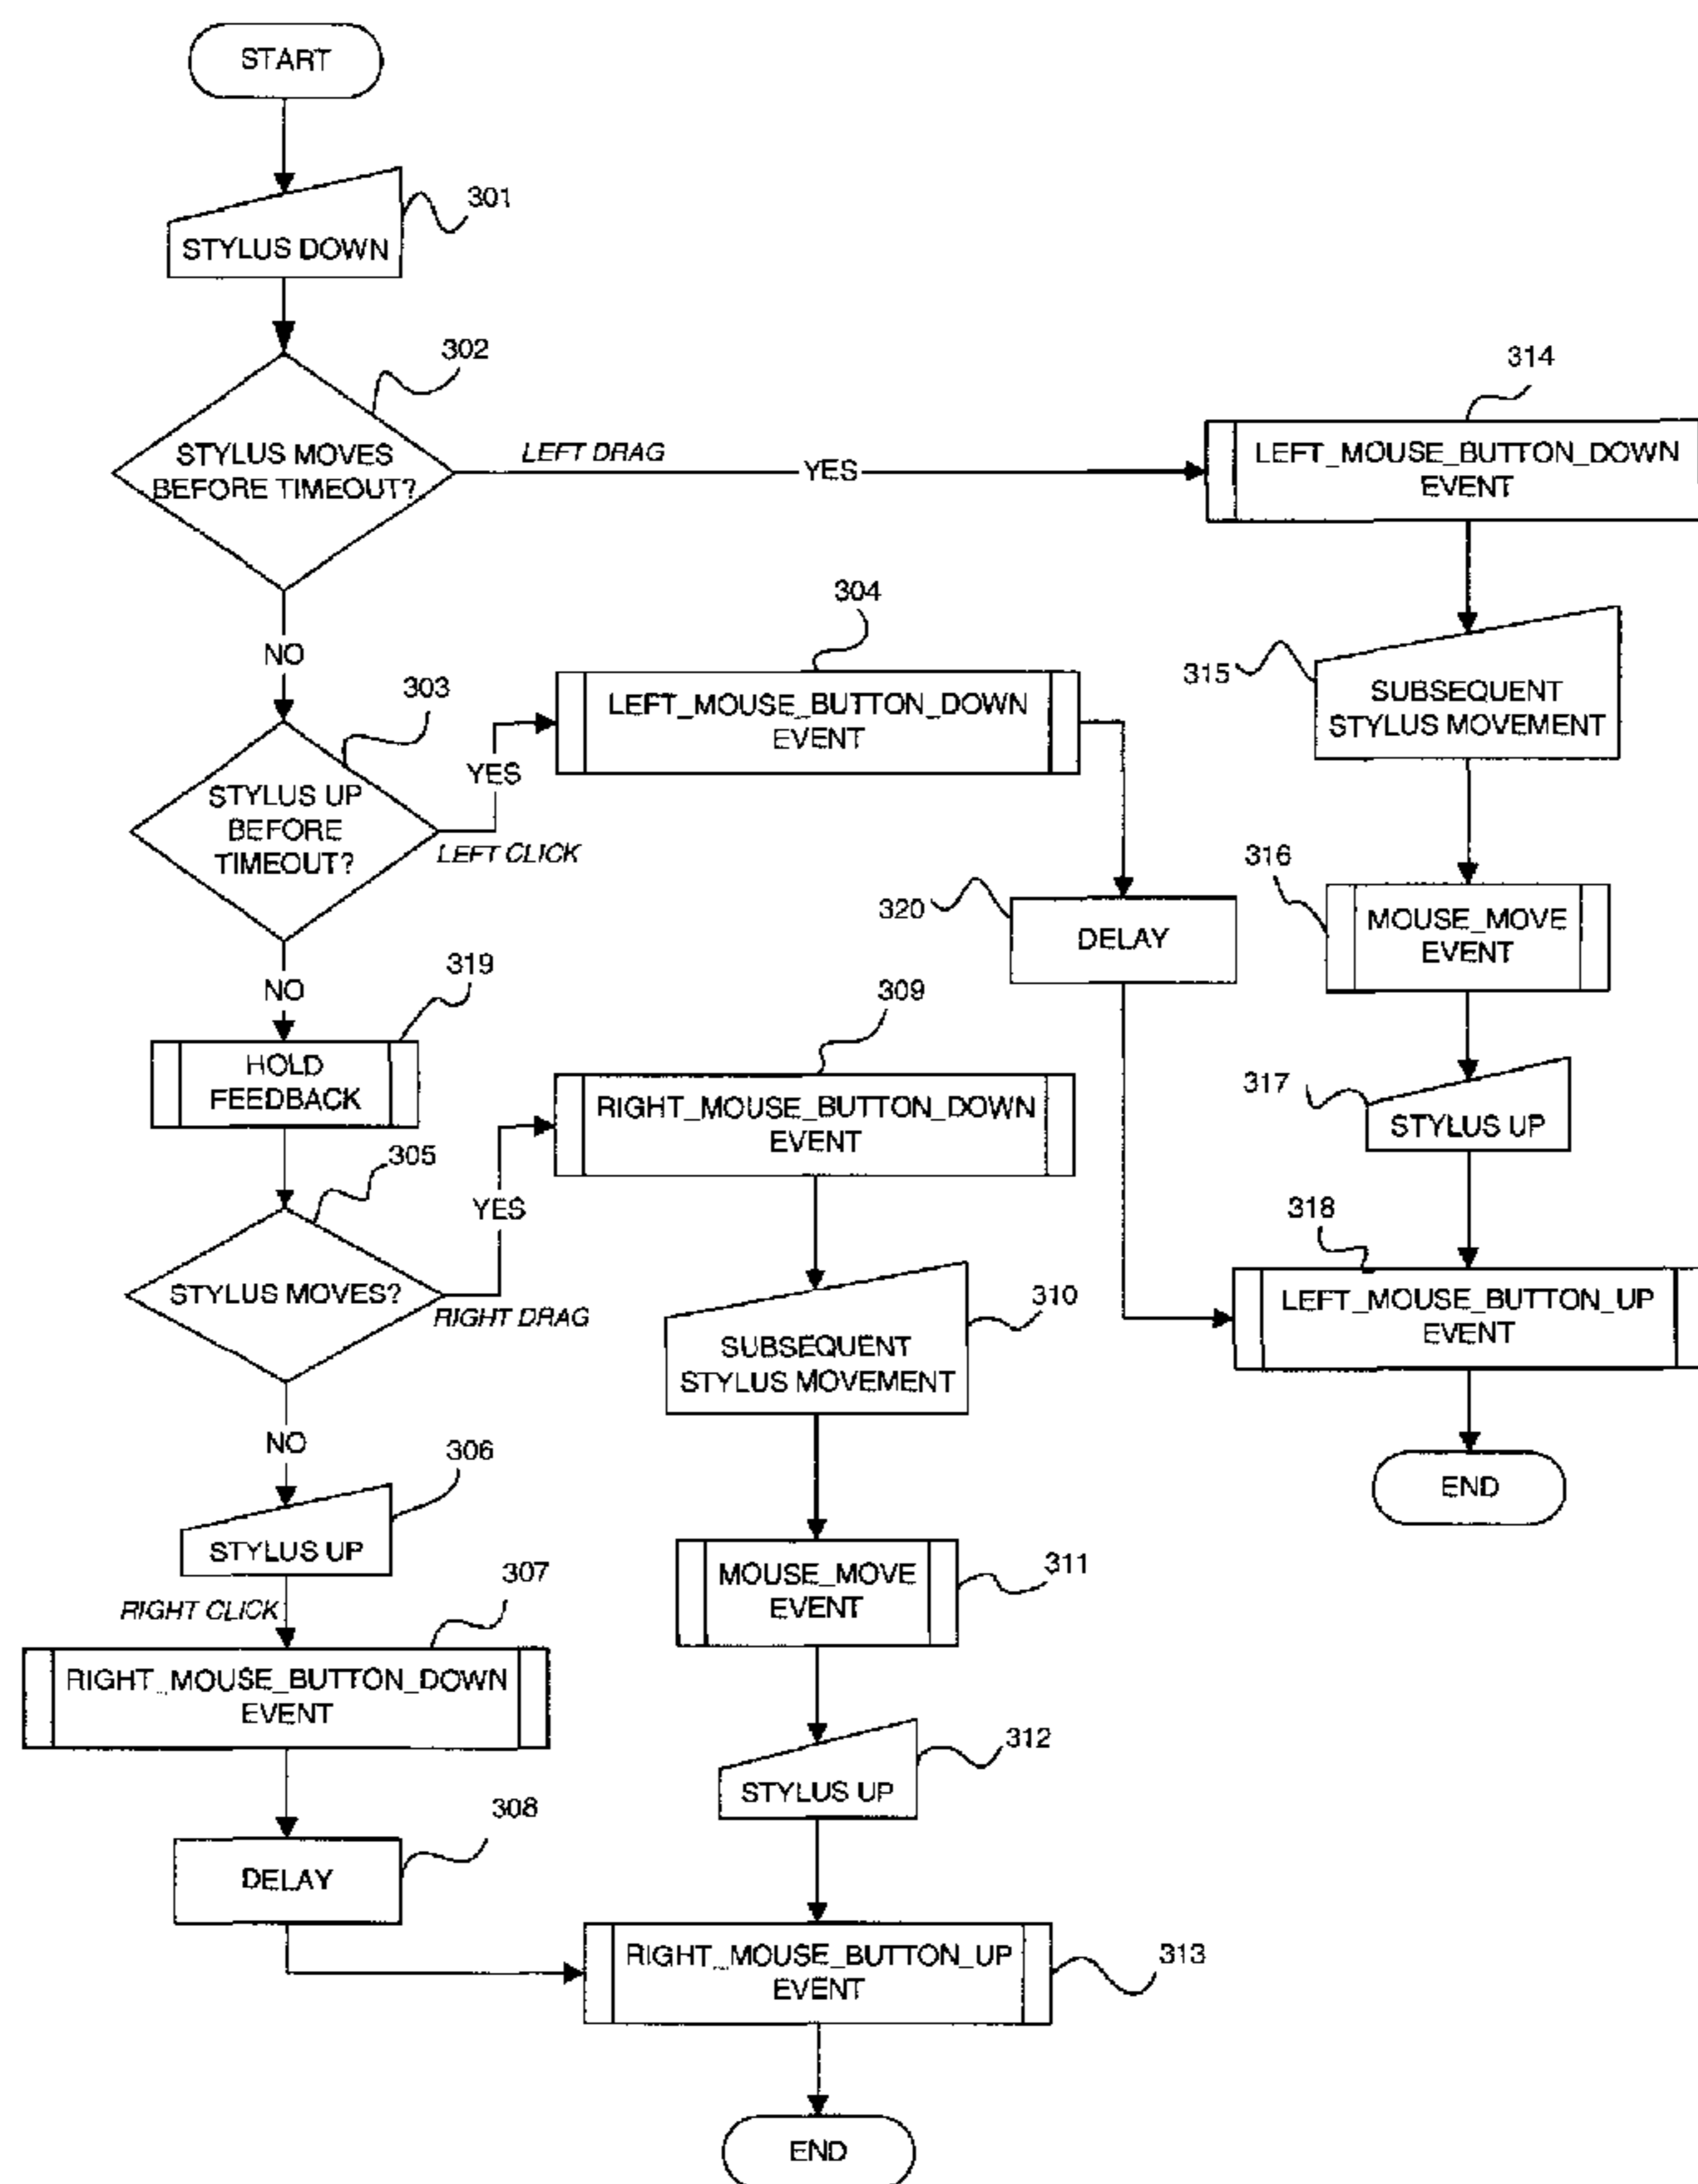 START
301
STYLUS DOWN
302
STYLUS MOVES
BEFORE TIMEOUT?
LEFT DRAG
YES
314
LEFT_MOUSE_BUTTON_DOWN
EVENT
NO
303
STYLUS UP
BEFORE
TIMEOUT?
YES
LEFT CLICK
304
LEFT_MOUSE_BUTTON_DOWN
EVENT
315
SUBSEQUENT
STYLUS MOVEMENT
320
DELAY
316
MOUSE_MOVE
EVENT
NO
319
HOLD
FEEDBACK
309
RIGHT_MOUSE_BUTTON_DOWN
EVENT
317
STYLUS UP
305
STYLUS MOVES?
YES
RIGHT DRAG
310
SUBSEQUENT
STYLUS MOVEMENT
318
LEFT_MOUSE_BUTTON_UP
EVENT
END
NO
306
STYLUS UP
RIGHT CLICK
307
RIGHT_MOUSE_BUTTON_DOWN
EVENT
311
MOUSE_MOVE
EVENT
312
STYLUS UP
308
DELAY
313
RIGHT_MOUSE_BUTTON_UP
EVENT
END